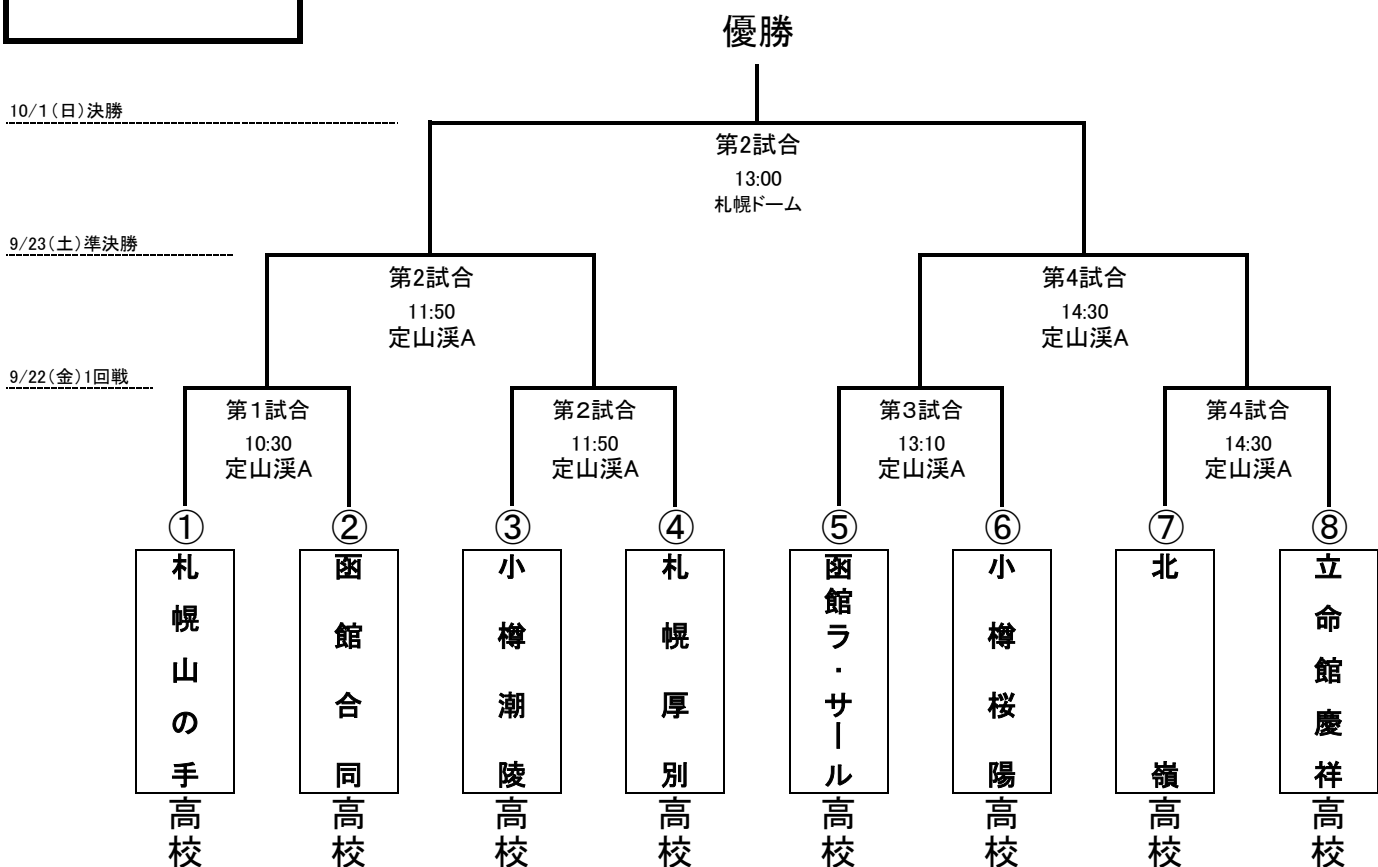 優勝
10/1(日)決勝
第2試合
13:00
札幌ドーム
9/23(土)準決勝
第2試合
11:50
定山渓A
第4試合
14:30
定山渓A
9/22(金)1回戦
第1試合
10:30
定山渓A
第2試合
11:50
定山渓A
第3試合
13:10
定山渓A
第4試合
14:30
定山渓A
①
札幌山の手高校
②
函館合同高校
③
小樽潮陵高校
④
札幌厚別高校
⑤
函館ラ・サール高校
⑥
小樽桜陽高校
⑦
北嶺高校
⑧
立命館慶祥高校